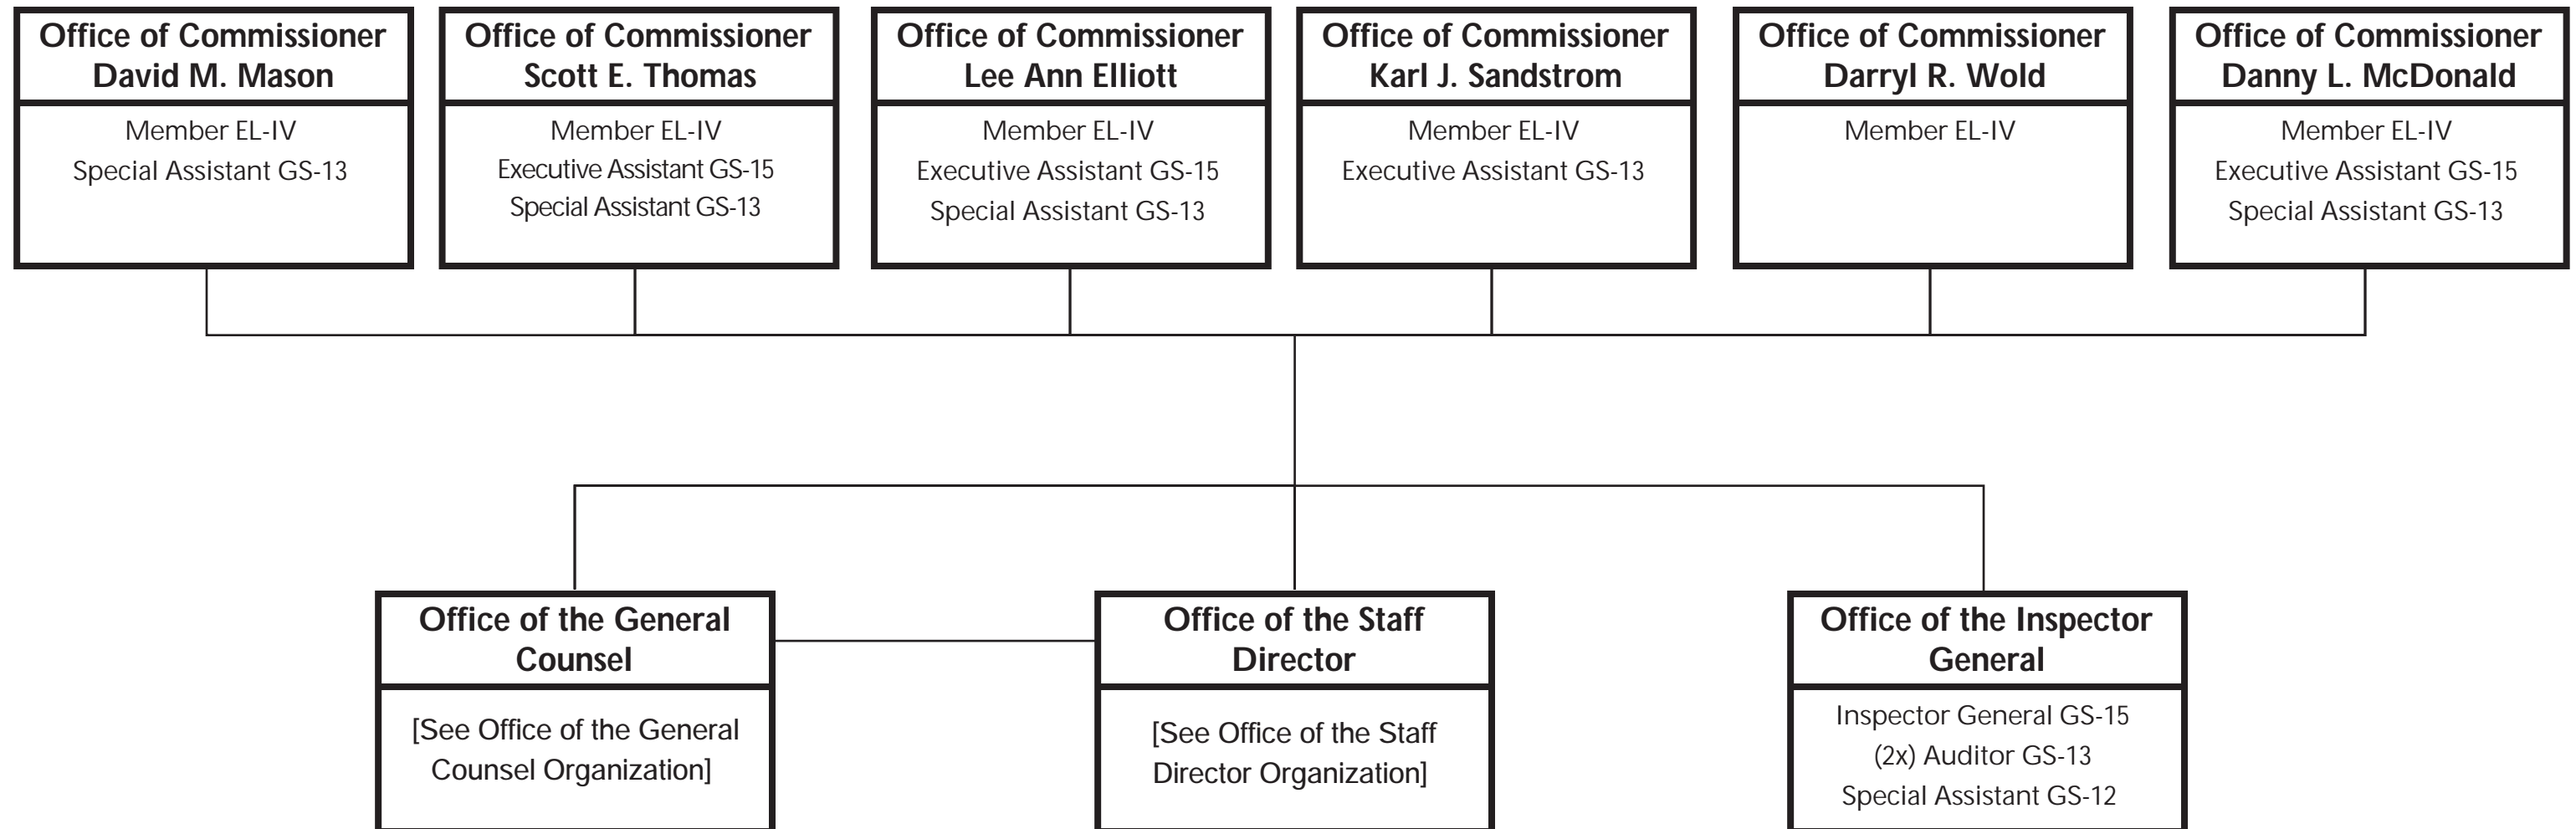 Office of Commissioner
David M. Mason
Member EL-IV
Special Assistant GS-13
Office of Commissioner
Scott E. Thomas
Member EL-IV
Executive Assistant GS-15
Special Assistant GS-13
Office of Commissioner
Lee Ann Elliott
Member EL-IV
Executive Assistant GS-15
Special Assistant GS-13
Office of Commissioner
Karl J. Sandstrom
Member EL-IV
Executive Assistant GS-13
Office of Commissioner
Darryl R. Wold
Member EL-IV
Office of Commissioner
Danny L. McDonald
Member EL-IV
Executive Assistant GS-15
Special Assistant GS-13
Office of the General
Counsel
[See Office of the General
Counsel Organization]
Office of the Staff
Director
[See Office of the Staff
Director Organization]
Office of the Inspector
General
Inspector General GS-15
(2x) Auditor GS-13
Special Assistant GS-12